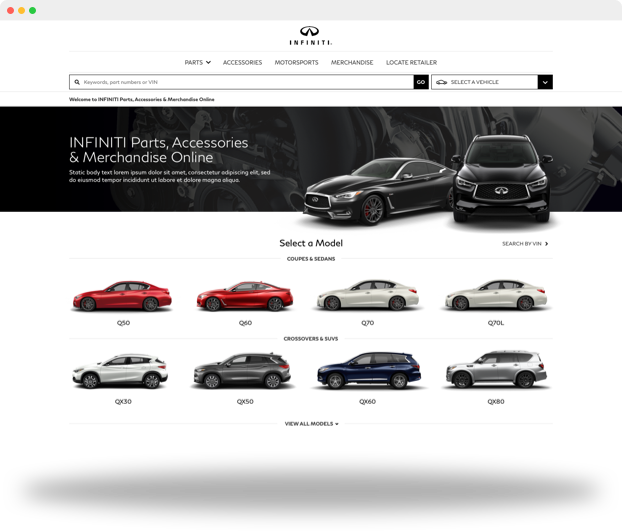 INFINITI
PARTS
ACCESSORIES
MOTORSPORTS
MERCHANDISE
LOCATE RETAILER
Keywords, part numbers or VIN
GO
SELECT A VEHICLE
Welcome to INFINITI Parts, Accessories & Merchandise Online
INFINITI Parts, Accessories
& Merchandise Online
Static body text lorem ipsum dolor sit amet, consectetur adipiscing elit, sed
do eiusmod tempor incididunt ut labore et dolore magna aliqua.
Select a Model
SEARCH BY VIN
COUPES & SEDANS
Q50
Q60
Q70
Q70L
CROSSOVERS & SUVS
QX30
QX50
QX60
QX80
VIEW ALL MODELS